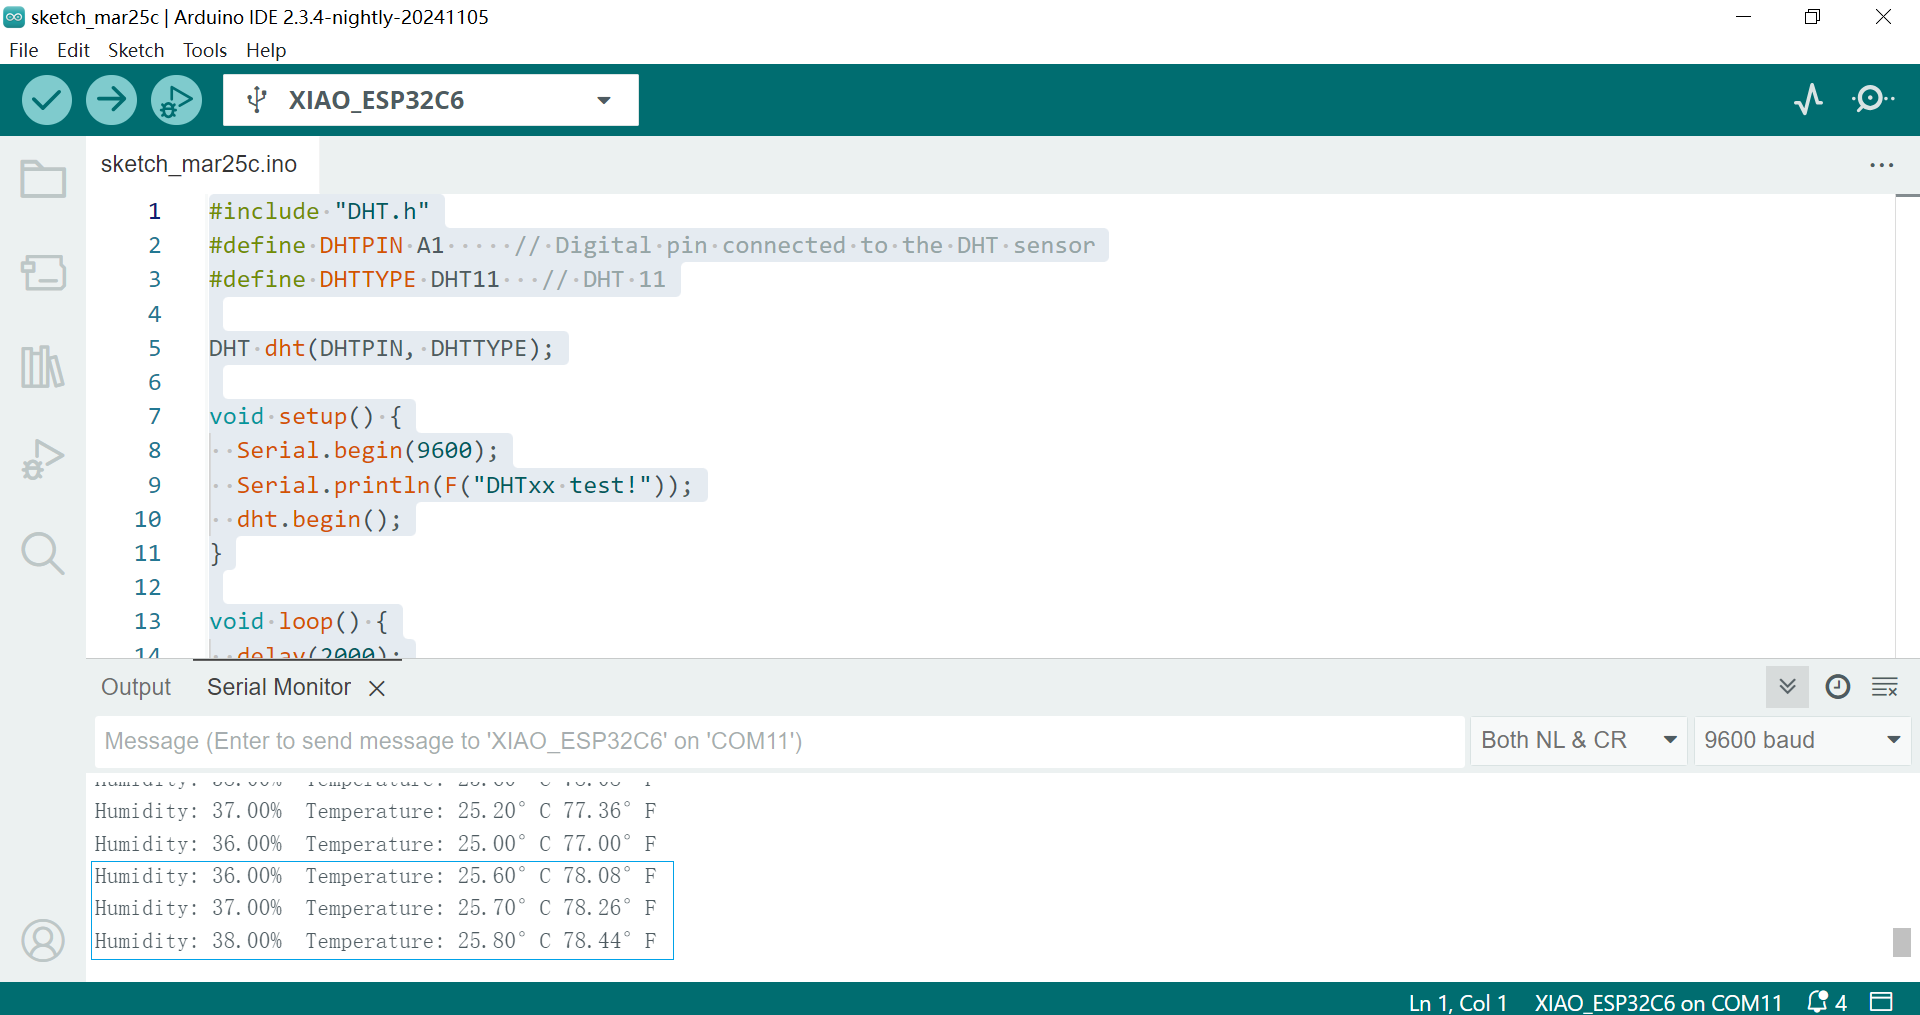 sketch_mar25c | Arduino IDE 2.3.4-nightly-20241105
File Edit Sketch Tools Help
XIAO_ESP32C6
sketch_mar25c.ino
1 #include "DHT.h"
2 #define DHTPIN A1     // Digital pin connected to the DHT sensor
3 #define DHTTYPE DHT11   // DHT 11
4
5 DHT dht(DHTPIN, DHTTYPE);
6
7 void setup() {
8   Serial.begin(9600);
9   Serial.println(F("DHTxx test!"));
10   dht.begin();
11 }
12
13 void loop() {
14   delay(2000);
Output Serial Monitor
Message (Enter to send message to 'XIAO_ESP32C6' on 'COM11')
Both NL & CR
9600 baud
Humidity: 37.00%  Temperature: 25.20° C 77.36° F
Humidity: 36.00%  Temperature: 25.00° C 77.00° F
Humidity: 36.00%  Temperature: 25.60° C 78.08° F
Humidity: 37.00%  Temperature: 25.70° C 78.26° F
Humidity: 38.00%  Temperature: 25.80° C 78.44° F
Ln 1, Col 1 XIAO_ESP32C6 on COM11 4